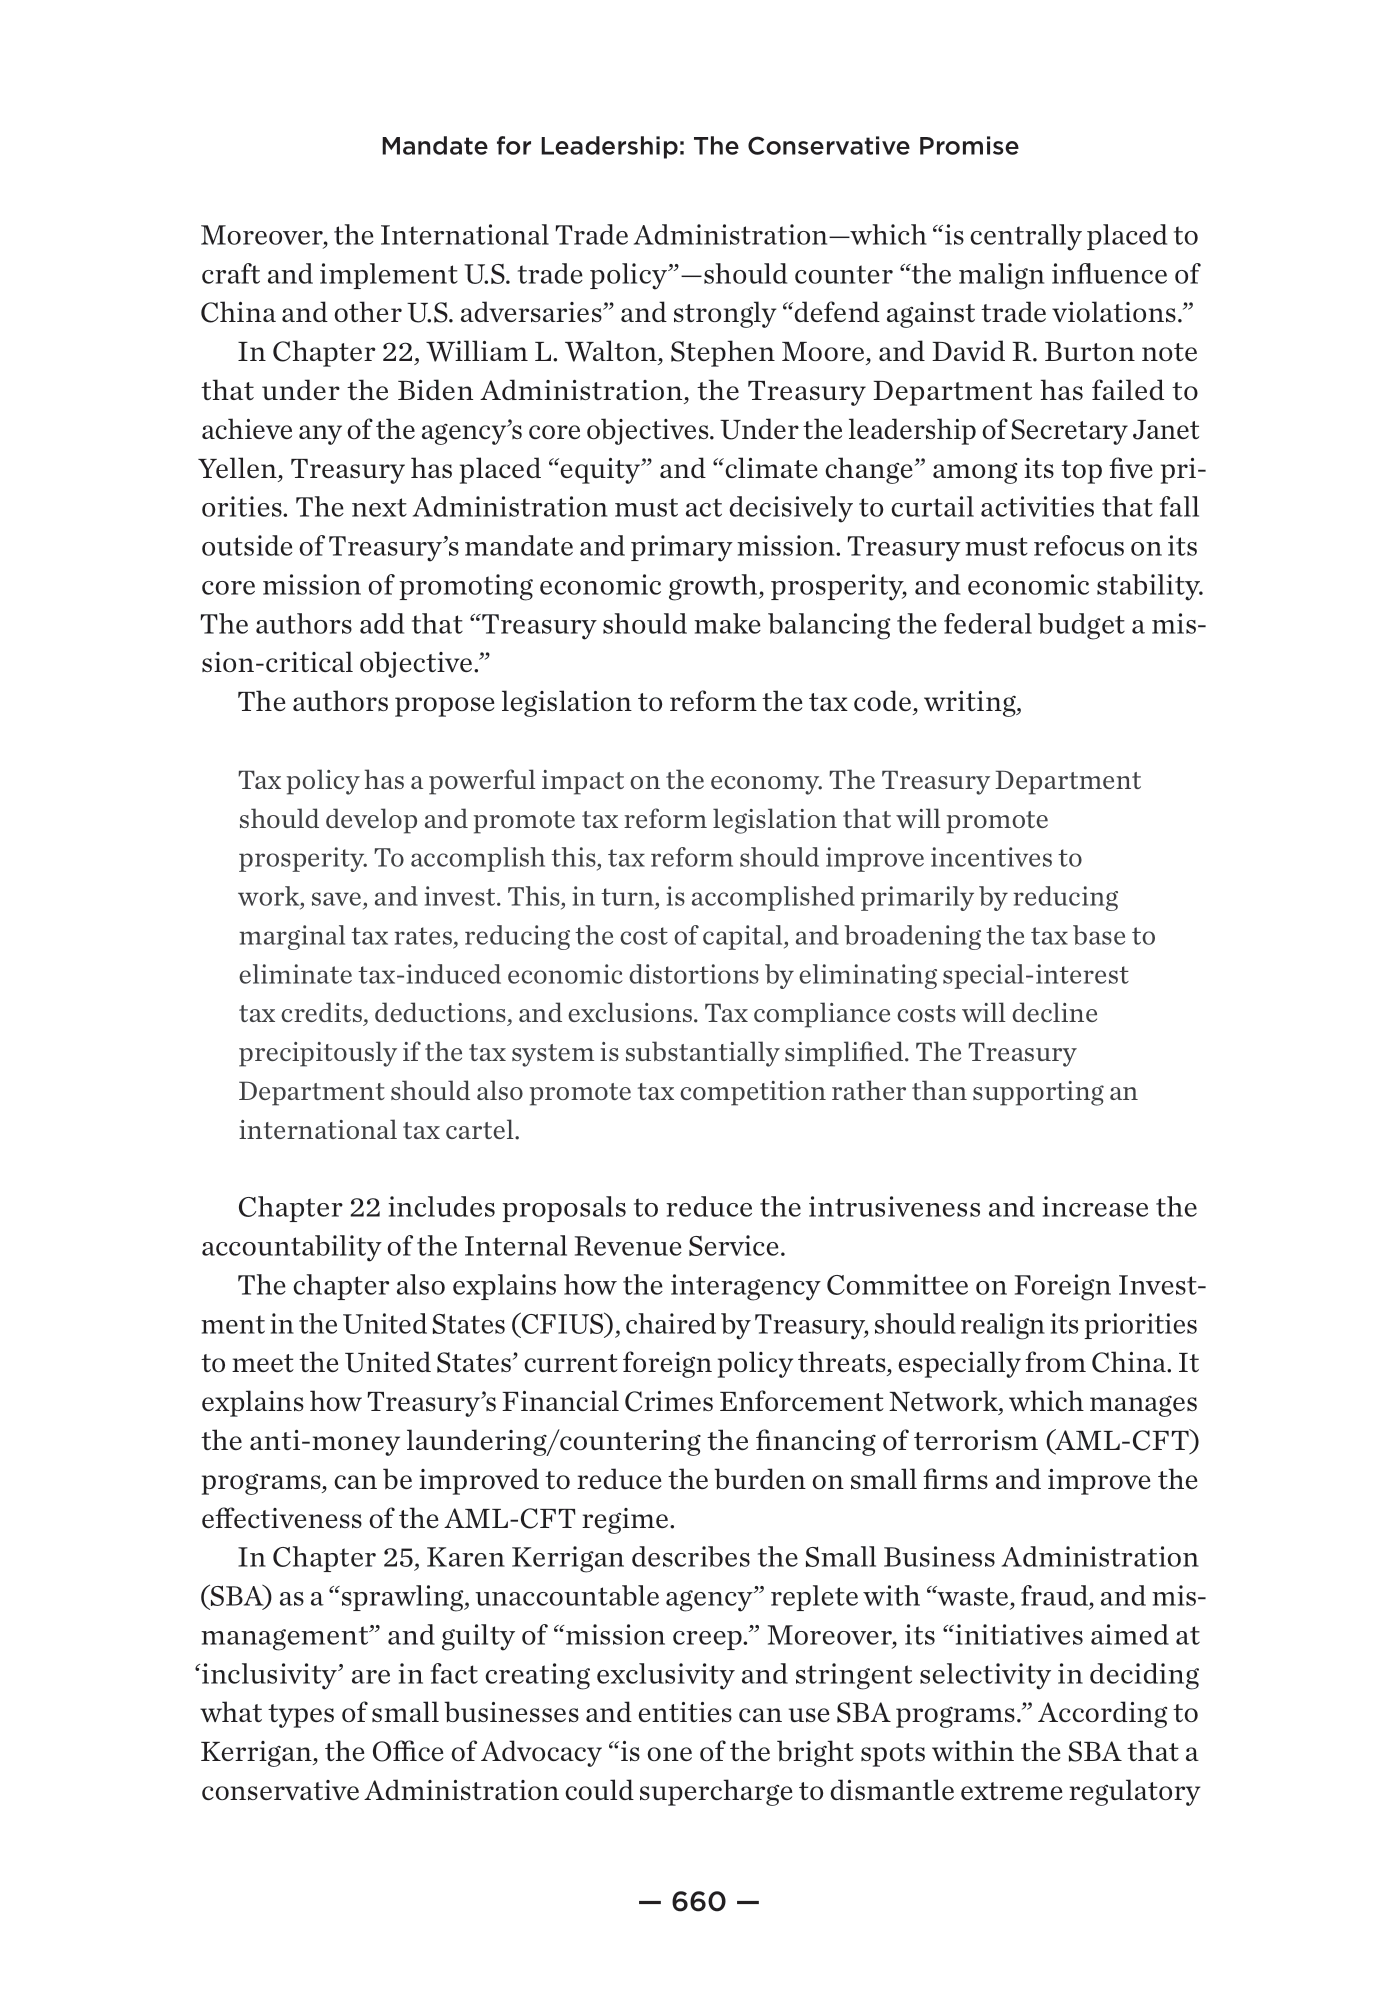 Mandate for Leadership: The Conservative Promise
Moreover, the International Trade Administration—which “is centrally placed to
craft and implement U.S. trade policy”—should counter “the malign influence of
China and other U.S. adversaries” and strongly “defend against trade violations.”
In Chapter 22, William L. Walton, Stephen Moore, and David R. Burton note
that under the Biden Administration, the Treasury Department has failed to
achieve any of the agency’s core objectives. Under the leadership of Secretary Janet
Yellen, Treasury has placed “equity” and “climate change” among its top five pri-
orities. The next Administration must act decisively to curtail activities that fall
outside of Treasury’s mandate and primary mission. Treasury must refocus on its
core mission of promoting economic growth, prosperity, and economic stability.
The authors add that “Treasury should make balancing the federal budget a mis-
sion-critical objective.”
The authors propose legislation to reform the tax code, writing,
Tax policy has a powerful impact on the economy. The Treasury Department
should develop and promote tax reform legislation that will promote
prosperity. To accomplish this, tax reform should improve incentives to
work, save, and invest. This, in turn, is accomplished primarily by reducing
marginal tax rates, reducing the cost of capital, and broadening the tax base to
eliminate tax-induced economic distortions by eliminating special-interest
tax credits, deductions, and exclusions. Tax compliance costs will decline
precipitously if the tax system is substantially simplified. The Treasury
Department should also promote tax competition rather than supporting an
international tax cartel.
Chapter 22 includes proposals to reduce the intrusiveness and increase the
accountability of the Internal Revenue Service.
The chapter also explains how the interagency Committee on Foreign Invest-
ment in the United States (CFIUS), chaired by Treasury, should realign its priorities
to meet the United States’ current foreign policy threats, especially from China. It
explains how Treasury’s Financial Crimes Enforcement Network, which manages
the anti-money laundering/countering the financing of terrorism (AML-CFT)
programs, can be improved to reduce the burden on small firms and improve the
effectiveness of the AML-CFT regime.
In Chapter 25, Karen Kerrigan describes the Small Business Administration
(SBA) as a “sprawling, unaccountable agency” replete with “waste, fraud, and mis-
management” and guilty of “mission creep.” Moreover, its “initiatives aimed at
‘inclusivity’ are in fact creating exclusivity and stringent selectivity in deciding
what types of small businesses and entities can use SBA programs.” According to
Kerrigan, the Office of Advocacy “is one of the bright spots within the SBA that a
conservative Administration could supercharge to dismantle extreme regulatory
— 660 —